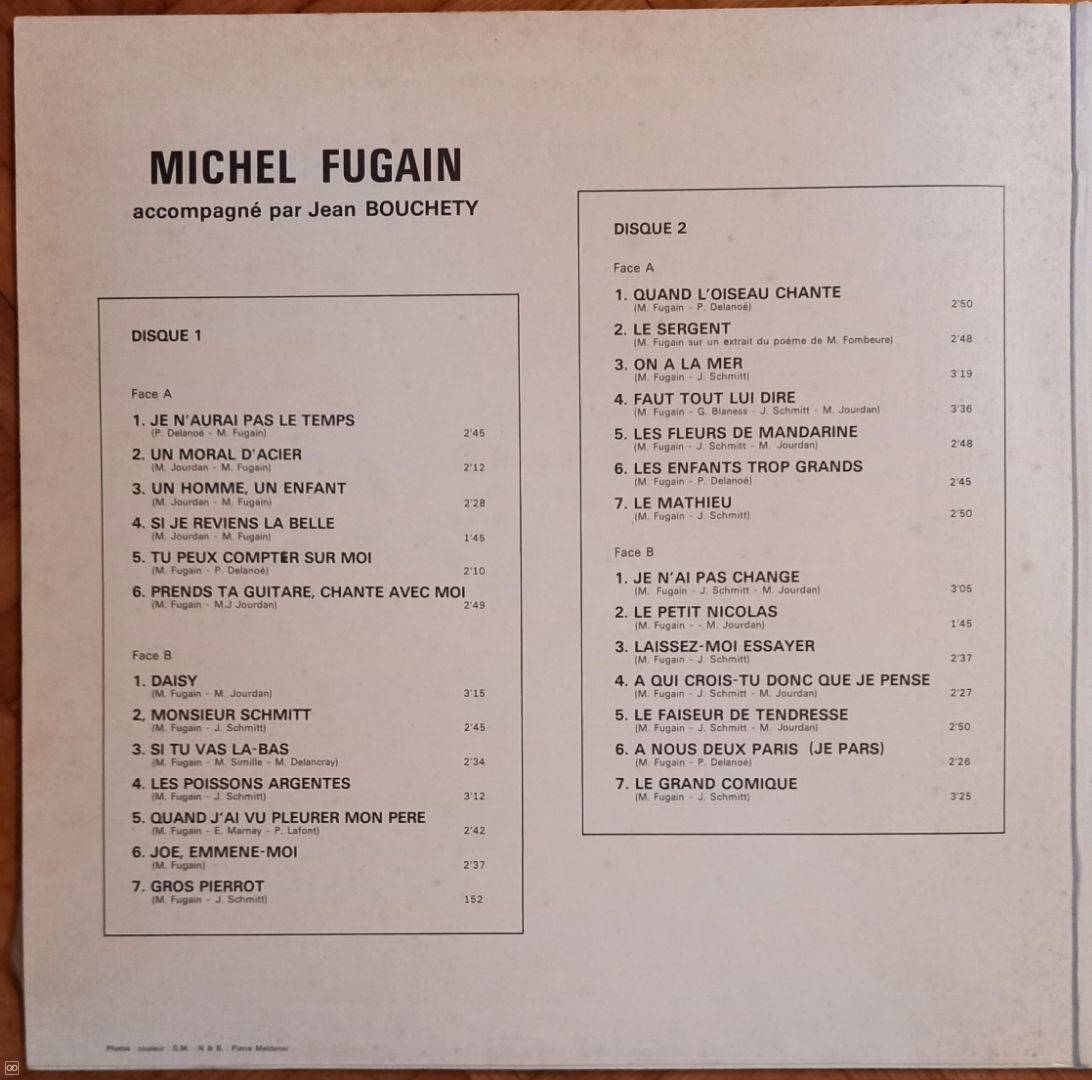 MICHEL FUGAIN
accompagné par Jean BOUCHETY
DISQUE 1
Face A
1. JE N'AURAI PAS LE TEMPS
(P. Delanoé - M. Fugain) 2'45
2. UN MORAL D'ACIER
(M. Jourdan - M. Fugain) 2'12
3. UN HOMME, UN ENFANT
(M. Jourdan - M. Fugain) 2'28
4. SI JE REVIENS LA BELLE
(M. Jourdan - M. Fugain) 1'45
5. TU PEUX COMPTER SUR MOI
(M. Fugain - P. Delanoé) 2'10
6. PRENDS TA GUITARE, CHANTE AVEC MOI
(M. Fugain - M.J Jourdan) 2'49
Face B
1. DAISY
(M. Fugain - M. Jourdan) 3'15
2, MONSIEUR SCHMITT
(M. Fugain - J. Schmitt) 2'45
3. SI TU VAS LA-BAS
(M. Fugain - M. Simille - M. Delancray) 2'34
4. LES POISSONS ARGENTES
(M. Fugain - J. Schmitt) 3'12
5. QUAND J'AI VU PLEURER MON PERE
(M. Fugain - E. Marnay - P. Lafont) 2'42
6. JOE, EMMENE-MOI
(M. Fugain) 2'37
7. GROS PIERROT
(M. Fugain - J. Schmitt) 152
DISQUE 2
Face A
1. QUAND L'OISEAU CHANTE
(M. Fugain - P. Delanoé) 2'50
2. LE SERGENT
(M. Fugain sur un extrait du poème de M. Fombeure) 2'48
3. ON A LA MER
(M. Fugain - J. Schmitt) 3'19
4. FAUT TOUT LUI DIRE
(M. Fugain - G. Blaness - J. Schmitt - M. Jourdan) 3'36
5. LES FLEURS DE MANDARINE
(M. Fugain - J. Schmitt - M. Jourdan) 2'48
6. LES ENFANTS TROP GRANDS
(M. Fugain - P. Delanoé) 2'45
7. LE MATHIEU
(M. Fugain - J. Schmitt) 2'50
Face B
1. JE N'AI PAS CHANGE
(M. Fugain - J. Schmitt - M. Jourdan) 3'05
2. LE PETIT NICOLAS
(M. Fugain - - M. Jourdan) 1'45
3. LAISSEZ-MOI ESSAYER
(M. Fugain - J. Schmitt) 2'37
4. A QUI CROIS-TU DONC QUE JE PENSE
(M. Fugain - J. Schmitt - M. Jourdan) 2'27
5. LE FAISEUR DE TENDRESSE
(M. Fugain - J. Schmitt - M. Jourdan) 2'50
6. A NOUS DEUX PARIS (JE PARS)
(M. Fugain - P. Delanoé) 2'26
7. LE GRAND COMIQUE
(M. Fugain - J. Schmitt) 3'25
Photos couleur : G.M. - N & B. : Pierre